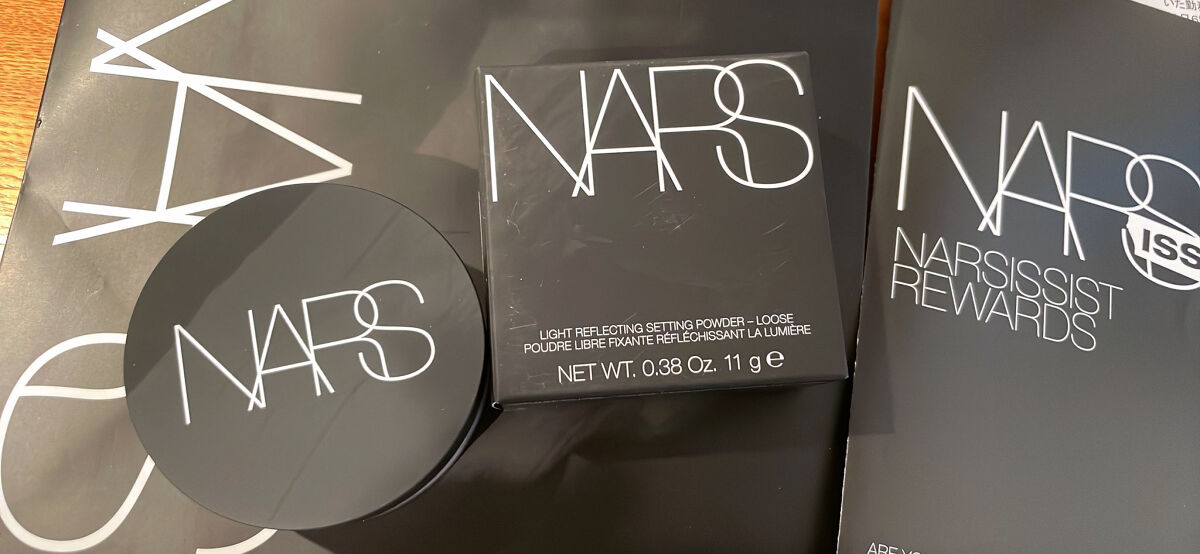 NARS
NARS
NARS
LIGHT REFLECTING SETTING POWDER – LOOSE
POUDRE LIBRE FIXANTE RÉFLÉCHISSANT LA LUMIÈRE
NET WT. 0.38 Oz. 11 g ℮
NARS
ISS
NARSISSIST
REWARDS